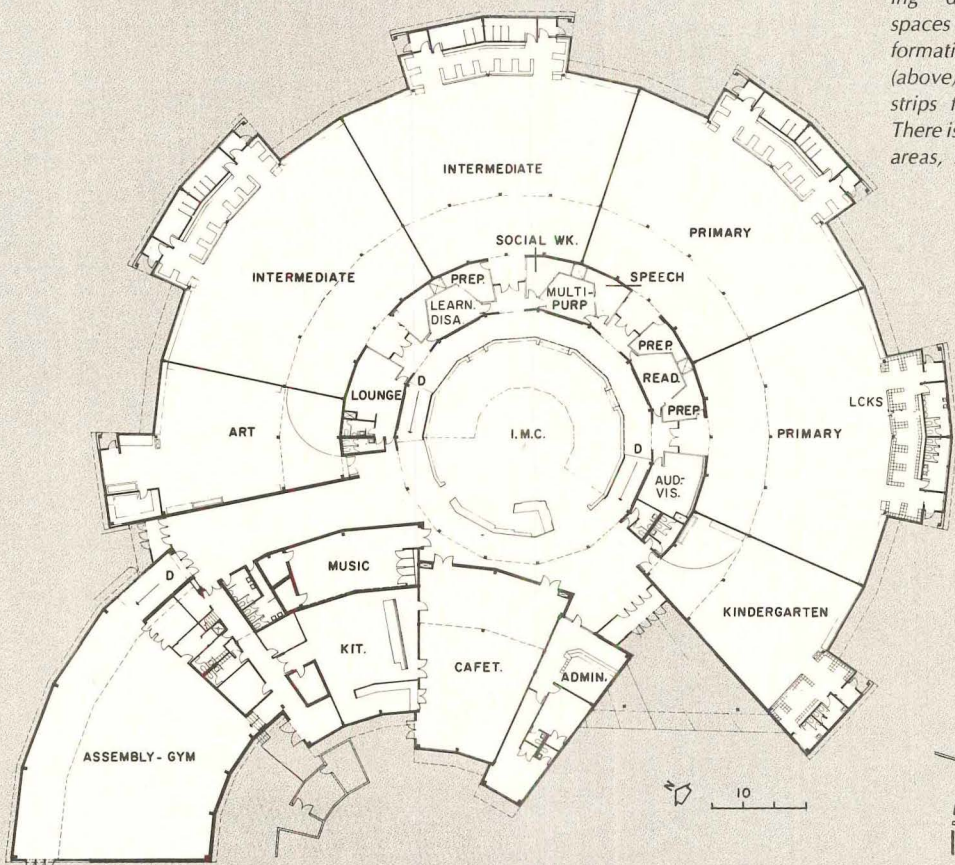 ing d
spaces
formati
(above)
strips f
There is
areas,
INTERMEDIATE
PRIMARY
SOCIAL WK.
INTERMEDIATE
PREP.
MULTI-
PURP
SPEECH
LEARN.
DISA
PREP.
D
READ.
LOUNGE
PREP.
LCKS
ART
I.M.C.
D
PRIMARY
AUD-
VIS.
MUSIC
D
KINDERGARTEN
KIT.
CAFET.
ADMIN.
ASSEMBLY - GYM
N
10